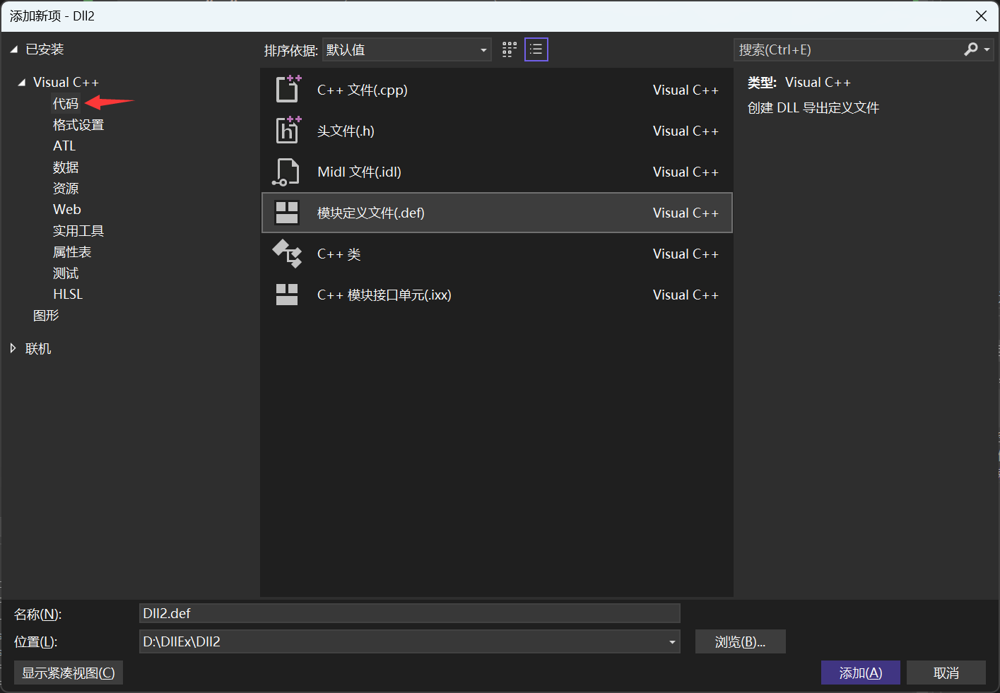 添加新项 - Dll2
已安装
Visual C++
代码
格式设置
ATL
数据
资源
Web
实用工具
属性表
测试
HLSL
图形
联机
排序依据: 默认值
C++ 文件(.cpp) Visual C++
头文件(.h) Visual C++
Midl 文件(.idl) Visual C++
模块定义文件(.def) Visual C++
C++ 类 Visual C++
C++ 模块接口单元(.ixx) Visual C++
搜索(Ctrl+E)
类型: Visual C++
创建 DLL 导出定义文件
名称(N): Dll2.def
位置(L): D:\DllEx\Dll2 浏览(B)...
显示紧凑视图(C) 添加(A) 取消